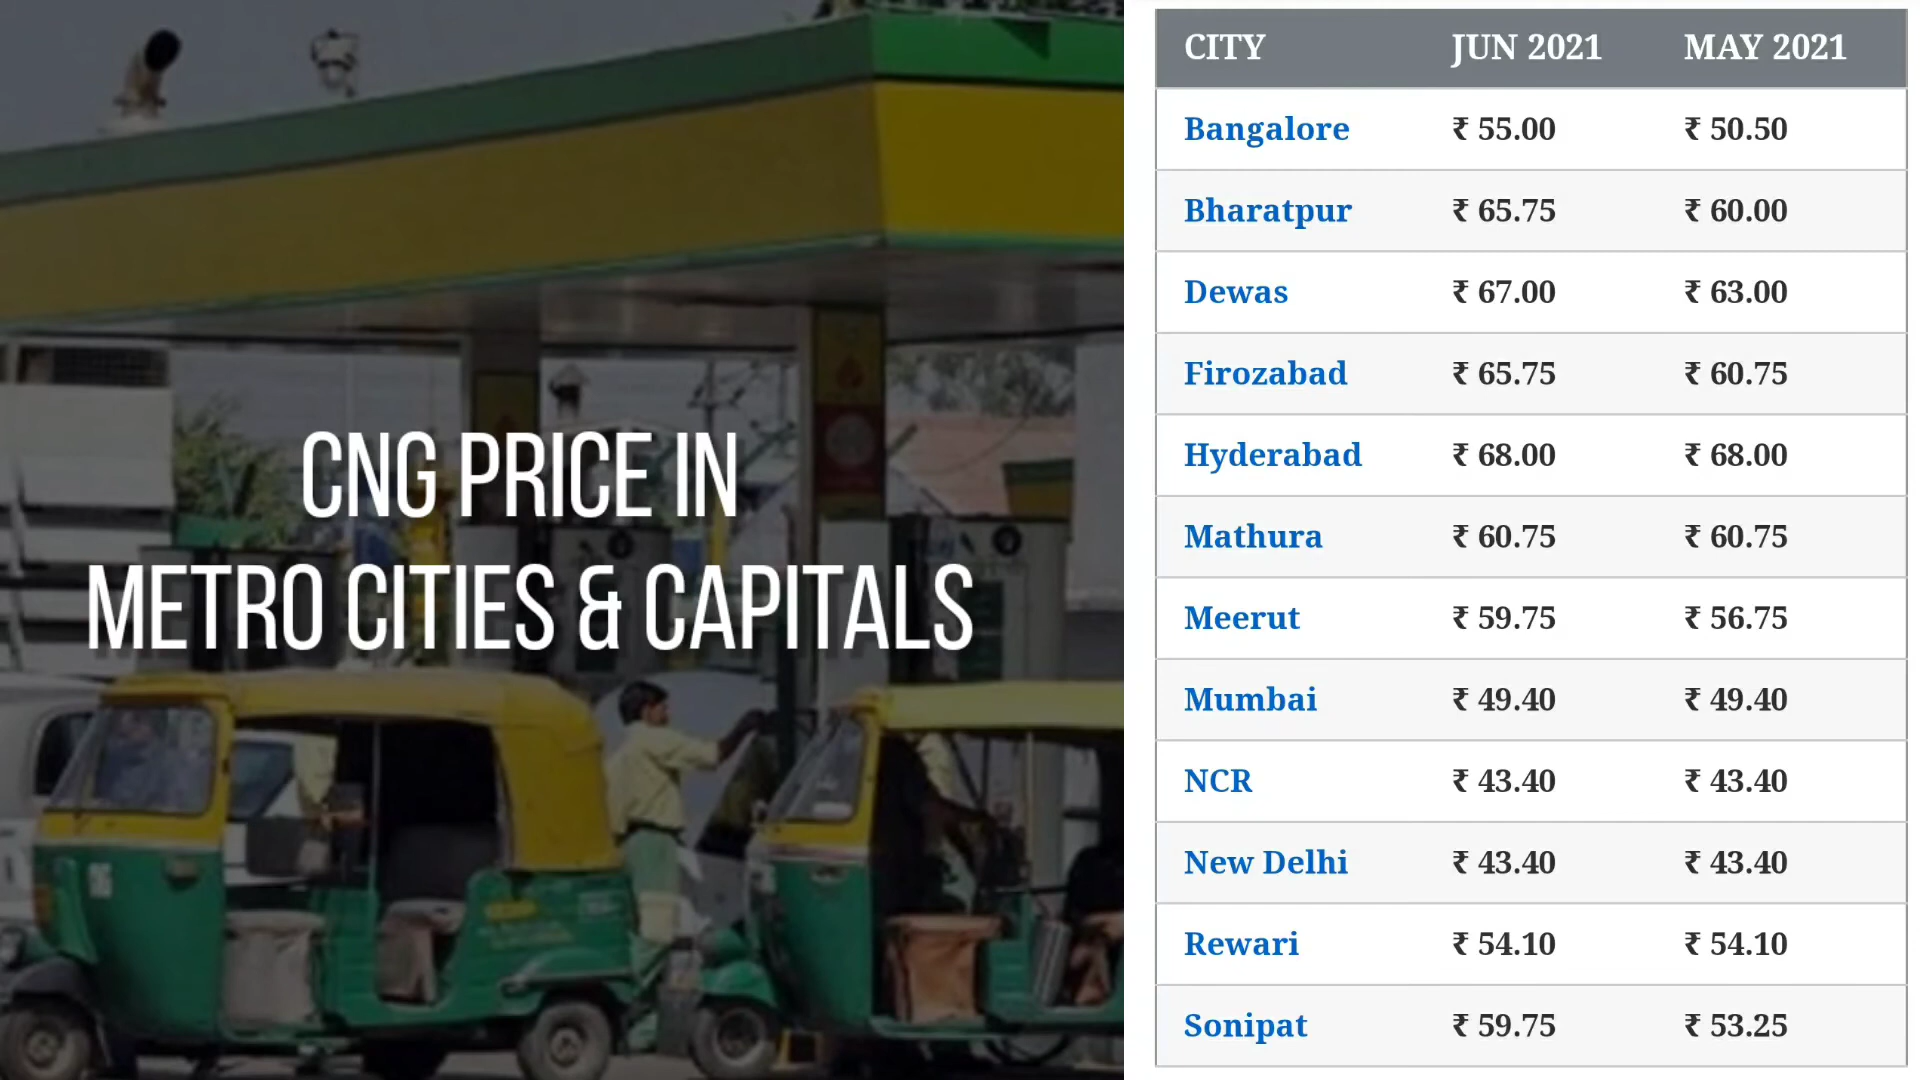 CNG PRICE IN
METRO CITIES & CAPITALS
CITY JUN 2021 MAY 2021
Bangalore ₹ 55.00 ₹ 50.50
Bharatpur ₹ 65.75 ₹ 60.00
Dewas ₹ 67.00 ₹ 63.00
Firozabad ₹ 65.75 ₹ 60.75
Hyderabad ₹ 68.00 ₹ 68.00
Mathura ₹ 60.75 ₹ 60.75
Meerut ₹ 59.75 ₹ 56.75
Mumbai ₹ 49.40 ₹ 49.40
NCR ₹ 43.40 ₹ 43.40
New Delhi ₹ 43.40 ₹ 43.40
Rewari ₹ 54.10 ₹ 54.10
Sonipat ₹ 59.75 ₹ 53.25